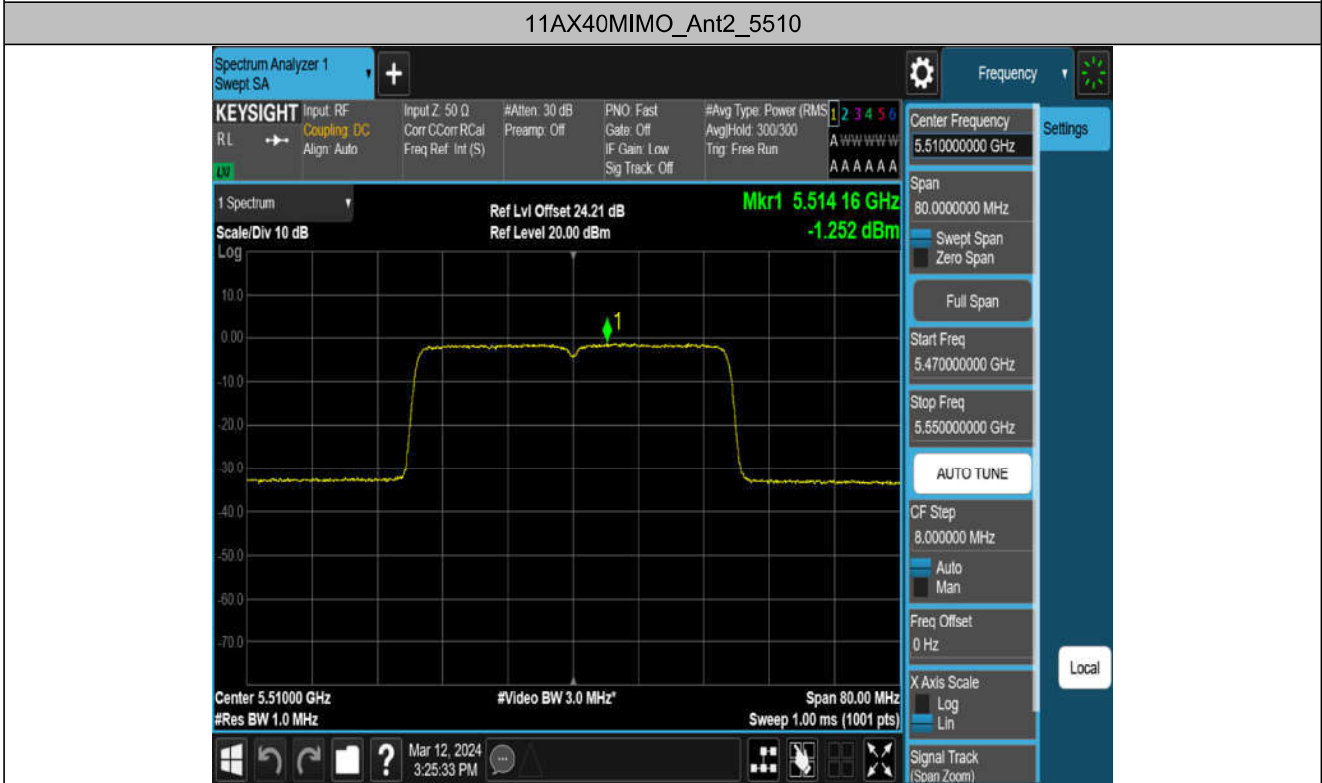 11AX40MIMO_Ant2_5510
Spectrum Analyzer 1
Swept SA
+
Frequency
KEYSIGHT
RL
LXI
Input: RF
Coupling: DC
Align: Auto
Input Z: 50 Ω
Corr CCorr RCal
Freq Ref: Int (S)
#Atten: 30 dB
Preamp: Off
PNO: Fast
Gate: Off
IF Gain: Low
Sig Track: Off
#Avg Type: Power (RMS
Avg|Hold: 300/300
Trig: Free Run
1 2 3 4 5 6
A W W W W W
A A A A A A
1 Spectrum
Scale/Div 10 dB
Log
Ref Lvl Offset 24.21 dB
Ref Level 20.00 dBm
Mkr1 5.514 16 GHz
-1.252 dBm
10.0
0.00
-10.0
-20.0
-30.0
-40.0
-50.0
-60.0
-70.0
1
Center 5.51000 GHz
#Res BW 1.0 MHz
#Video BW 3.0 MHz*
Span 80.00 MHz
Sweep 1.00 ms (1001 pts)
?
Mar 12, 2024
3:25:33 PM
Center Frequency
5.510000000 GHz
Settings
Span
80.0000000 MHz
Swept Span
Zero Span
Full Span
Start Freq
5.470000000 GHz
Stop Freq
5.550000000 GHz
AUTO TUNE
CF Step
8.000000 MHz
Auto
Man
Freq Offset
0 Hz
X Axis Scale
Log
Lin
Local
Signal Track
(Span Zoom)